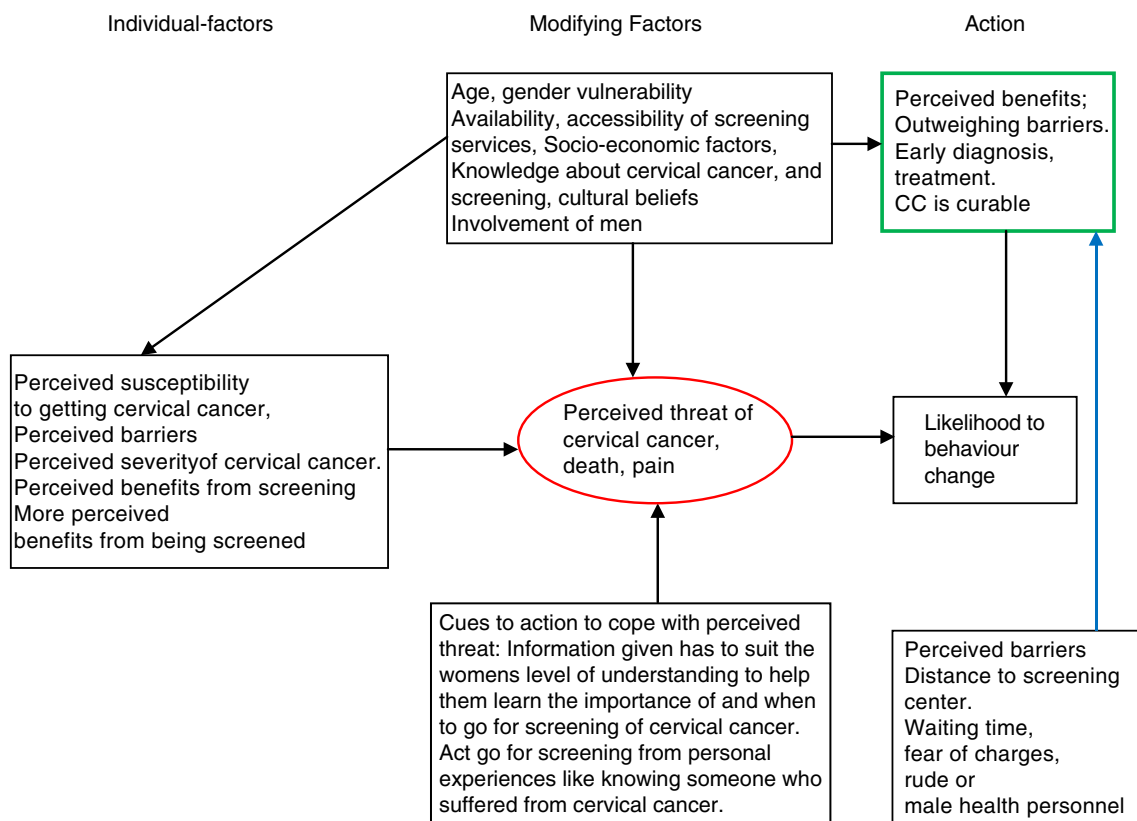 Individual-factors
Modifying Factors
Action
Age, gender vulnerability
Availability, accessibility of screening
services, Socio-economic factors,
Knowledge about cervical cancer, and
screening, cultural beliefs
Involvement of men
Perceived benefits;
Outweighing barriers.
Early diagnosis,
treatment.
CC is curable
Perceived susceptibility
to getting cervical cancer,
Perceived barriers
Perceived severityof cervical cancer.
Perceived benefits from screening
More perceived
benefits from being screened
Perceived threat of
cervical cancer,
death, pain
Likelihood to
behaviour
change
Cues to action to cope with perceived
threat: Information given has to suit the
womens level of understanding to help
them learn the importance of and when
to go for screening of cervical cancer.
Act go for screening from personal
experiences like knowing someone who
suffered from cervical cancer.
Perceived barriers
Distance to screening
center.
Waiting time,
fear of charges,
rude or
male health personnel